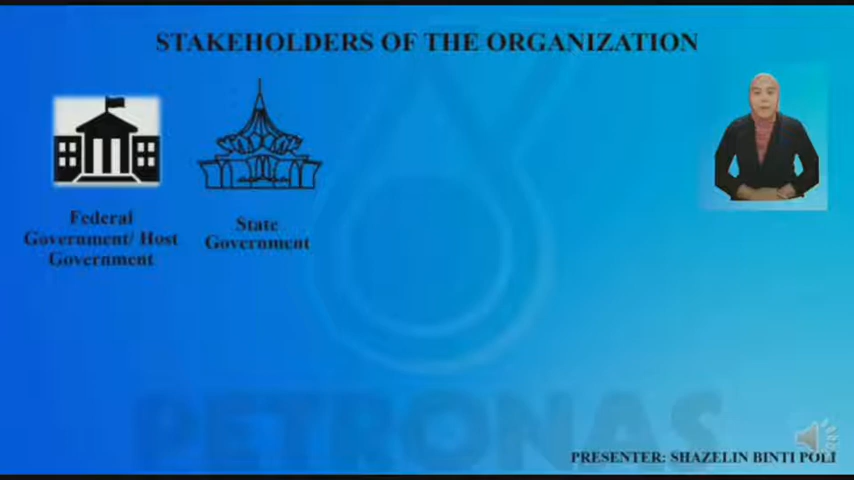 STAKEHOLDERS OF THE ORGANIZATION
Federal
Government/ Host
Government
State
Government
PETRONAS
PRESENTER: SHAZELIN BINTI POLI